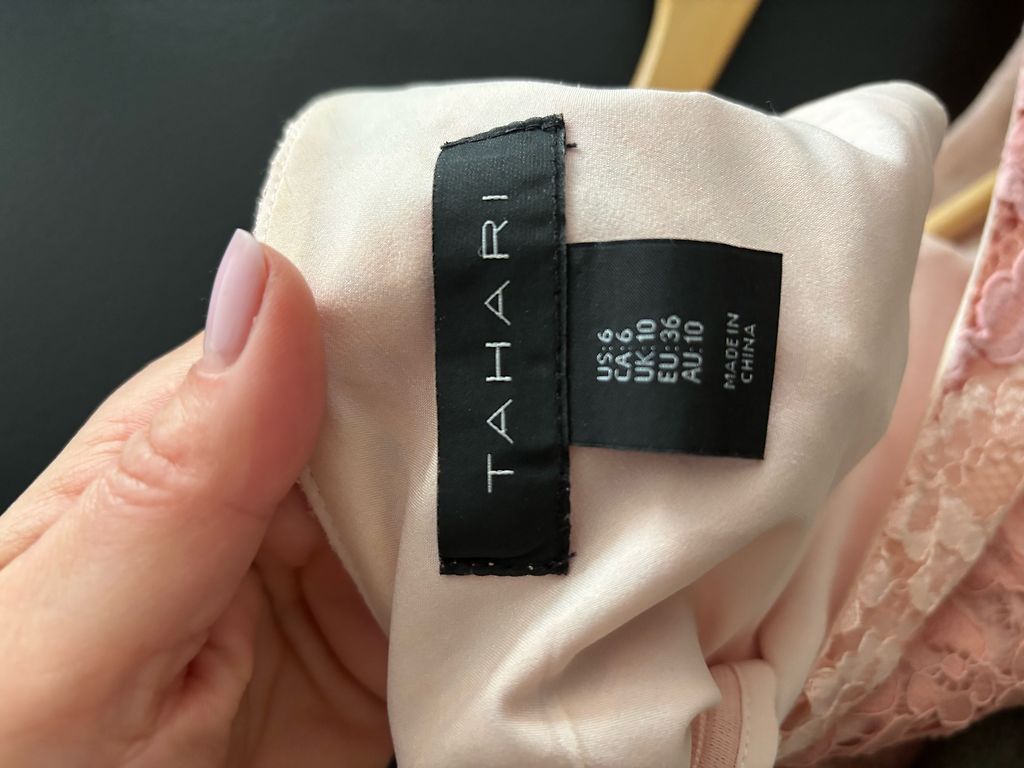 TAHARI
US: 6
CA: 6
UK: 10
EU: 36
AU: 10
MADE IN
CHINA